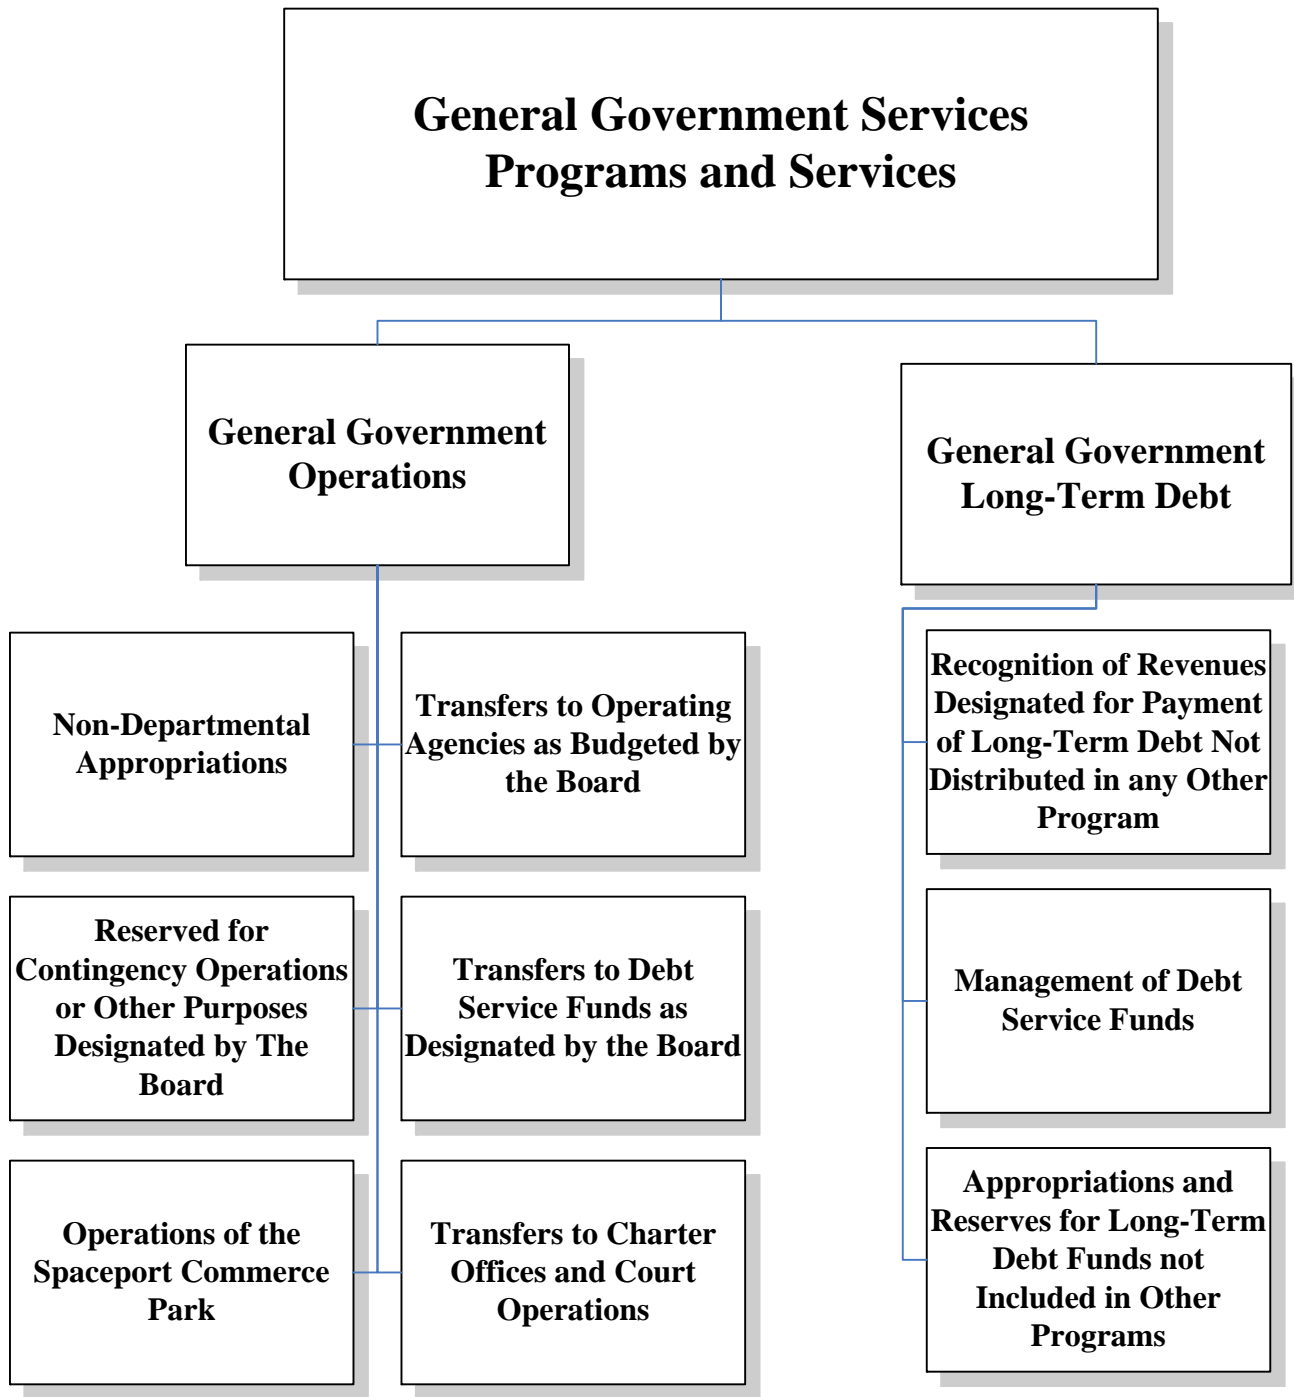 General Government Services
Programs and Services
General Government
Operations
General Government
Long-Term Debt
Non-Departmental
Appropriations
Transfers to Operating
Agencies as Budgeted by
the Board
Recognition of Revenues
Designated for Payment
of Long-Term Debt Not
Distributed in any Other
Program
Reserved for
Contingency Operations
or Other Purposes
Designated by The
Board
Transfers to Debt
Service Funds as
Designated by the Board
Management of Debt
Service Funds
Operations of the
Spaceport Commerce
Park
Transfers to Charter
Offices and Court
Operations
Appropriations and
Reserves for Long-Term
Debt Funds not
Included in Other
Programs